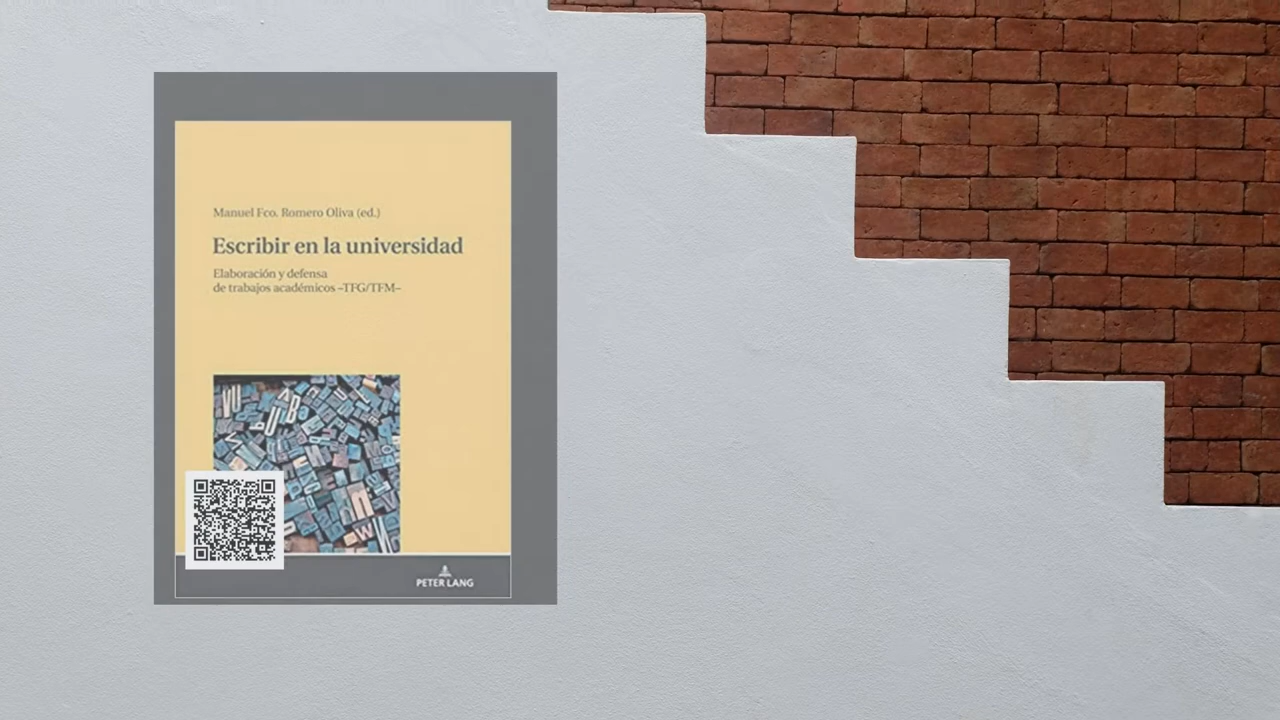 Manuel Fco. Romero Oliva (ed.)
Escribir en la universidad
Elaboración y defensa
de trabajos académicos –TFG/TFM–
PETER LANG